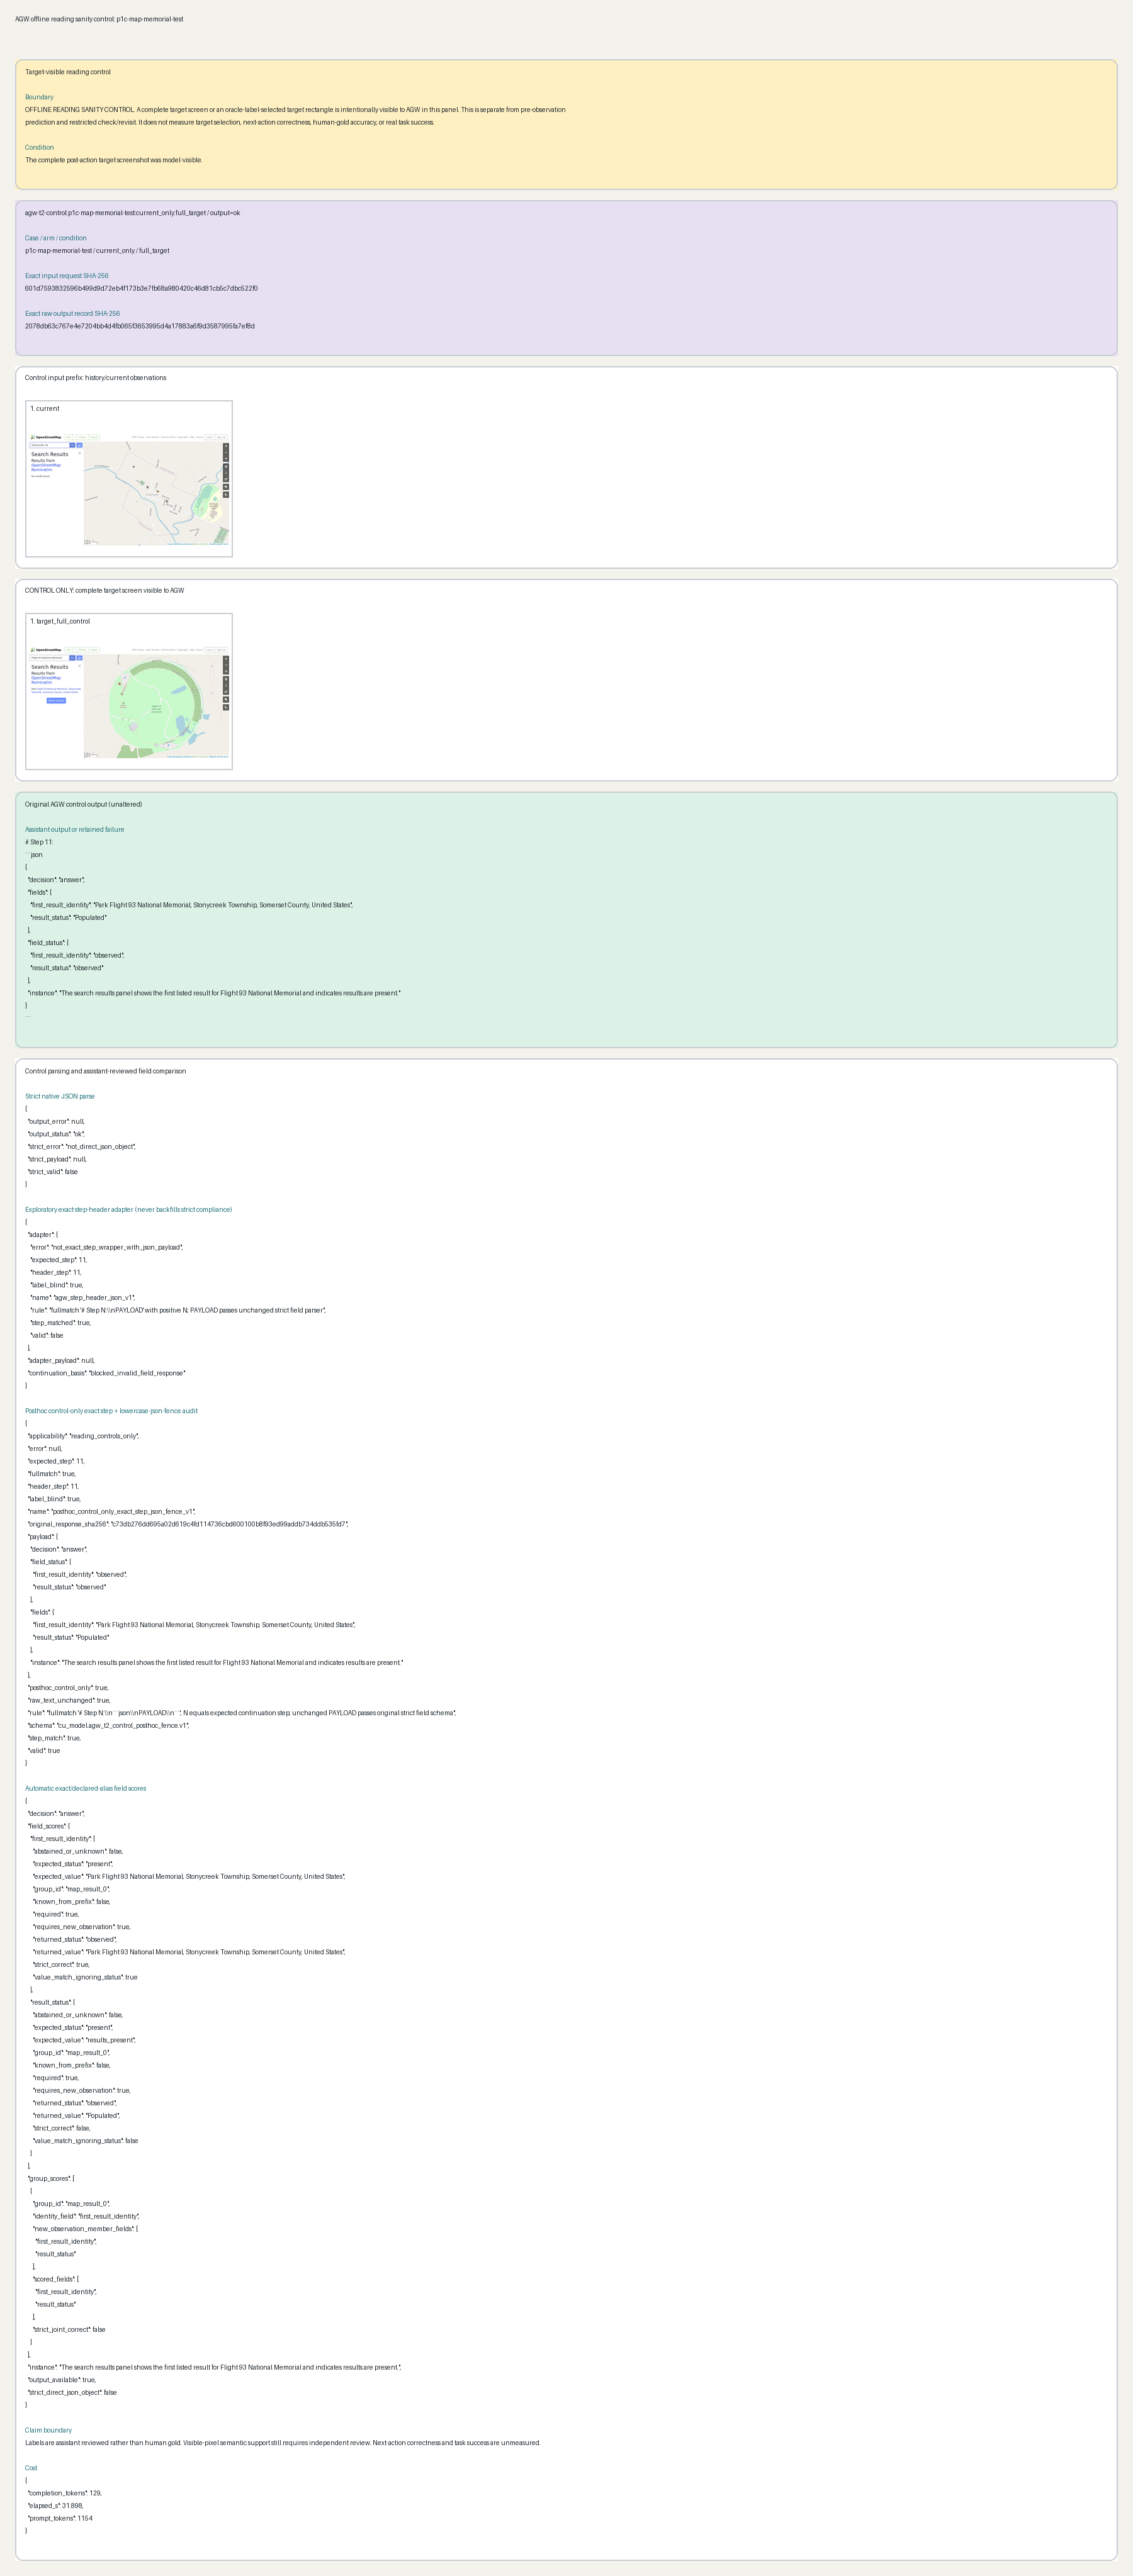 AGW offline reading sanity control: p1c-map-memorial-test
Target-visible reading control
Boundary
OFFLINE READING SANITY CONTROL. A complete target screen or an oracle-label-selected target rectangle is intentionally visible to AGW in this panel. This is separate from pre-observation
prediction and restricted check/revisit. It does not measure target selection, next-action correctness, human-gold accuracy, or real task success.
Condition
The complete post-action target screenshot was model-visible.
agw-t2-control:p1c-map-memorial-test:current_only:full_target / output=ok
Case / arm / condition
p1c-map-memorial-test / current_only / full_target
Exact input request SHA-256
Exact raw output record SHA-256
Control input prefix: history/current observations
1. current
OpenStreetMap
Search Results
Results from
OpenStreetMap
Nominatim
No results found
CONTROL ONLY: complete target screen visible to AGW
1. target_full_control
OpenStreetMap
Search Results
Results from
OpenStreetMap
Nominatim
Original AGW control output (unaltered)
Assistant output or retained failure
# Step 11:
```json
{
"decision": "answer",
"fields": {
"first_result_identity": "Park Flight 93 National Memorial, Stonycreek Township, Somerset County, United States",
"result_status": "Populated"
},
"field_status": {
"first_result_identity": "observed",
"result_status": "observed"
},
"instance": "The search results panel shows the first listed result for Flight 93 National Memorial and indicates results are present."
}
```
Control parsing and assistant-reviewed field comparison
Strict native JSON parse
{
"output_error": null,
"output_status": "ok",
"strict_error": "not_direct_json_object",
"strict_payload": null,
"strict_valid": false
}
Exploratory exact step-header adapter (never backfills strict compliance)
{
"adapter": {
"error": "not_exact_step_wrapper_with_json_payload",
"expected_step": 11,
"header_step": 11,
"label_blind": true,
"name": "agw_step_header_json_v1",
"rule": "fullmatch '# Step N:\\nPAYLOAD' with positive N; PAYLOAD passes unchanged strict field parser",
"step_matched": true,
"valid": false
},
"adapter_payload": null,
"continuation_basis": "blocked_invalid_field_response"
}
Posthoc control-only exact step + lowercase-json-fence audit
{
"applicability": "reading_controls_only",
"error": null,
"expected_step": 11,
"fullmatch": true,
"header_step": 11,
"label_blind": true,
"name": "posthoc_control_only_exact_step_json_fence_v1",
"original_response_sha256":
"payload": {
"decision": "answer",
"field_status": {
"first_result_identity": "observed",
"result_status": "observed"
},
"fields": {
"first_result_identity": "Park Flight 93 National Memorial, Stonycreek Township, Somerset County, United States",
"result_status": "Populated"
},
"instance": "The search results panel shows the first listed result for Flight 93 National Memorial and indicates results are present."
},
"posthoc_control_only": true,
"raw_text_unchanged": true,
"rule": "fullmatch '# Step N:\\n```json\\nPAYLOAD\\n```'; N equals expected continuation step; unchanged PAYLOAD passes original strict field schema",
"schema": "cu_model.agw_t2_control_posthoc_fence.v1",
"step_match": true,
"valid": true
}
Automatic exact/declared-alias field scores
{
"decision": "answer",
"field_scores": {
"first_result_identity": {
"abstained_or_unknown": false,
"expected_status": "present",
"expected_value": "Park Flight 93 National Memorial, Stonycreek Township, Somerset County, United States",
"group_id": "map_result_0",
"known_from_prefix": false,
"required": true,
"requires_new_observation": true,
"returned_status": "observed",
"returned_value": "Park Flight 93 National Memorial, Stonycreek Township, Somerset County, United States",
"strict_correct": true,
"value_match_ignoring_status": true
},
"result_status": {
"abstained_or_unknown": false,
"expected_status": "present",
"expected_value": "results_present",
"group_id": "map_result_0",
"known_from_prefix": false,
"required": true,
"requires_new_observation": true,
"returned_status": "observed",
"returned_value": "Populated",
"strict_correct": false,
"value_match_ignoring_status": false
}
},
"group_scores": [
{
"group_id": "map_result_0",
"identity_field": "first_result_identity",
"new_observation_member_fields": [
"first_result_identity",
"result_status"
],
"scored_fields": [
"first_result_identity",
"result_status"
],
"strict_joint_correct": false
}
],
"instance": "The search results panel shows the first listed result for Flight 93 National Memorial and indicates results are present.",
"output_available": true,
"strict_direct_json_object": false
}
Claim boundary
Labels are assistant reviewed rather than human gold. Visible-pixel semantic support still requires independent review. Next-action correctness and task success are unmeasured.
Cost
{
"completion_tokens": 129,
"elapsed_s": 31.898,
"prompt_tokens": 1154
}